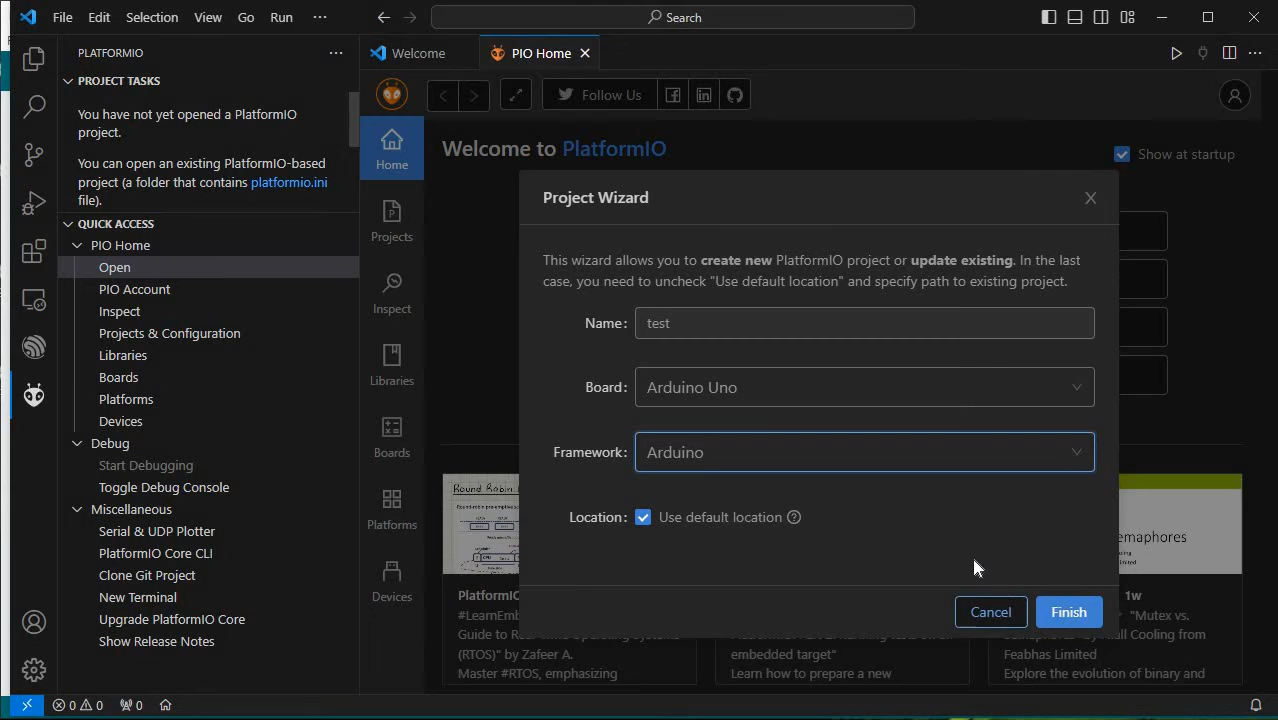 File Edit Selection View Go Run ··· Search
PLATFORMIO ···
PROJECT TASKS
You have not yet opened a PlatformIO
project.
You can open an existing PlatformIO-based
project (a folder that contains platformio.ini
file).
QUICK ACCESS
PIO Home
Open
PIO Account
Inspect
Projects & Configuration
Libraries
Boards
Platforms
Devices
Debug
Start Debugging
Toggle Debug Console
Miscellaneous
Serial & UDP Plotter
PlatformIO Core CLI
Clone Git Project
New Terminal
Upgrade PlatformIO Core
Show Release Notes
Welcome PIO Home
Follow Us
Home
Projects
Inspect
Libraries
Boards
Platforms
Devices
Welcome to PlatformIO Show at startup
Project Wizard X
This wizard allows you to create new PlatformIO project or update existing. In the last
case, you need to uncheck "Use default location" and specify path to existing project.
Name: test
Board: Arduino Uno
Framework: Arduino
Location: Use default location ?
Cancel Finish
Round Robin
emaphores
#LearnEmb
Guide to Real
(RTOS)" by Zafeer A.
Master #RTOS, emphasizing
embedded target"
Learn how to prepare a new
1w
"Mutex vs.
all Cooling from
Feabhas Limited
Explore the evolution of binary and
0 0 0